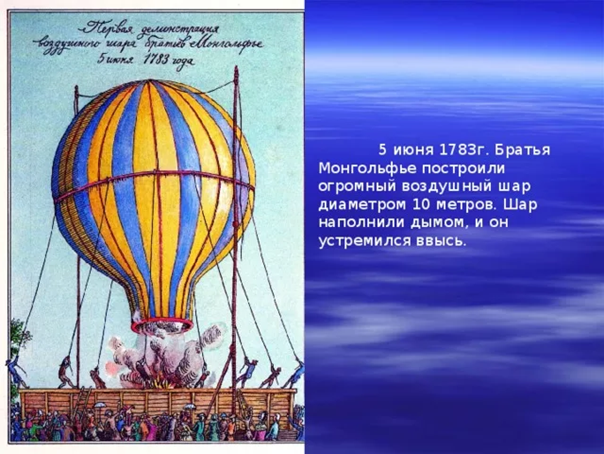 Первая демонстрация
воздушного шара братьев Монгольфье
5 июня 1783 года
5 июня 1783г. Братья
Монгольфье построили
огромный воздушный шар
диаметром 10 метров. Шар
наполнили дымом, и он
устремился ввысь.